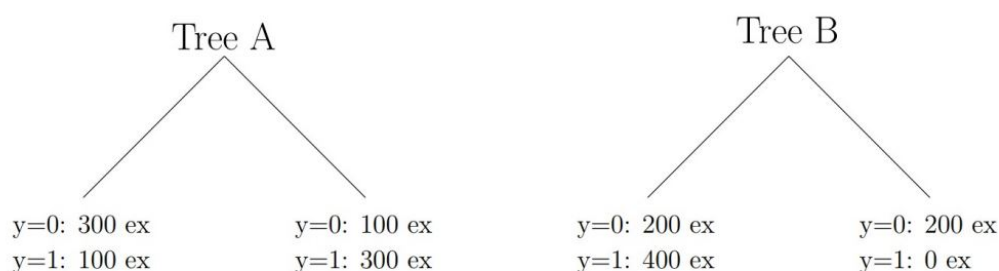 Tree A
Tree B
y=0: 300 ex
y=1: 100 ex
y=0: 100 ex
y=1: 300 ex
y=0: 200 ex
y=1: 400 ex
y=0: 200 ex
y=1: 0 ex